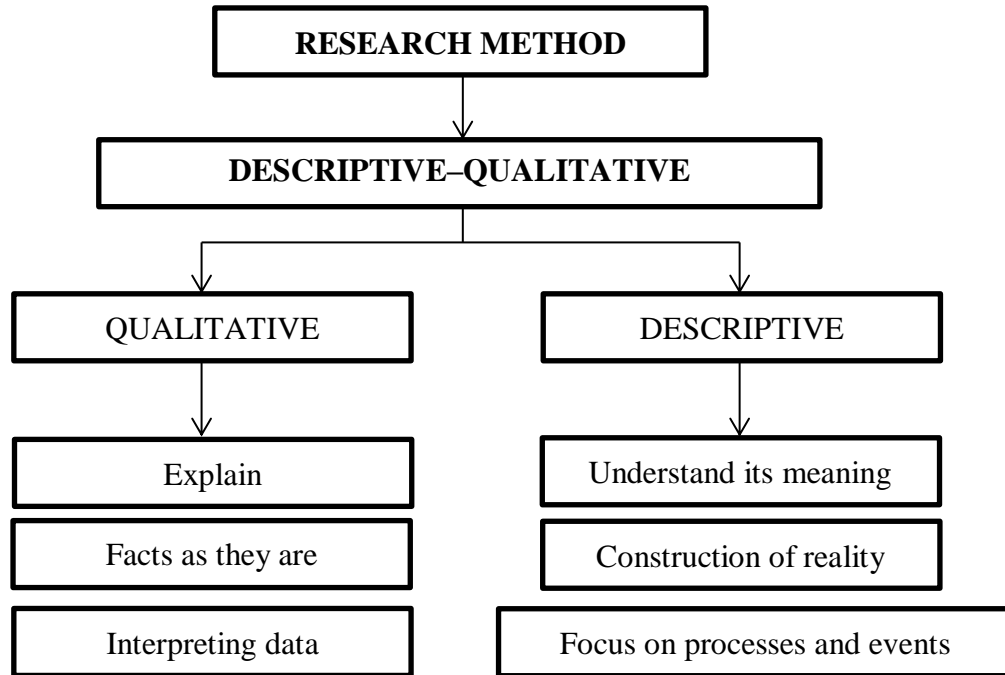 RESEARCH METHOD
DESCRIPTIVE–QUALITATIVE
QUALITATIVE
DESCRIPTIVE
Explain
Facts as they are
Interpreting data
Understand its meaning
Construction of reality
Focus on processes and events